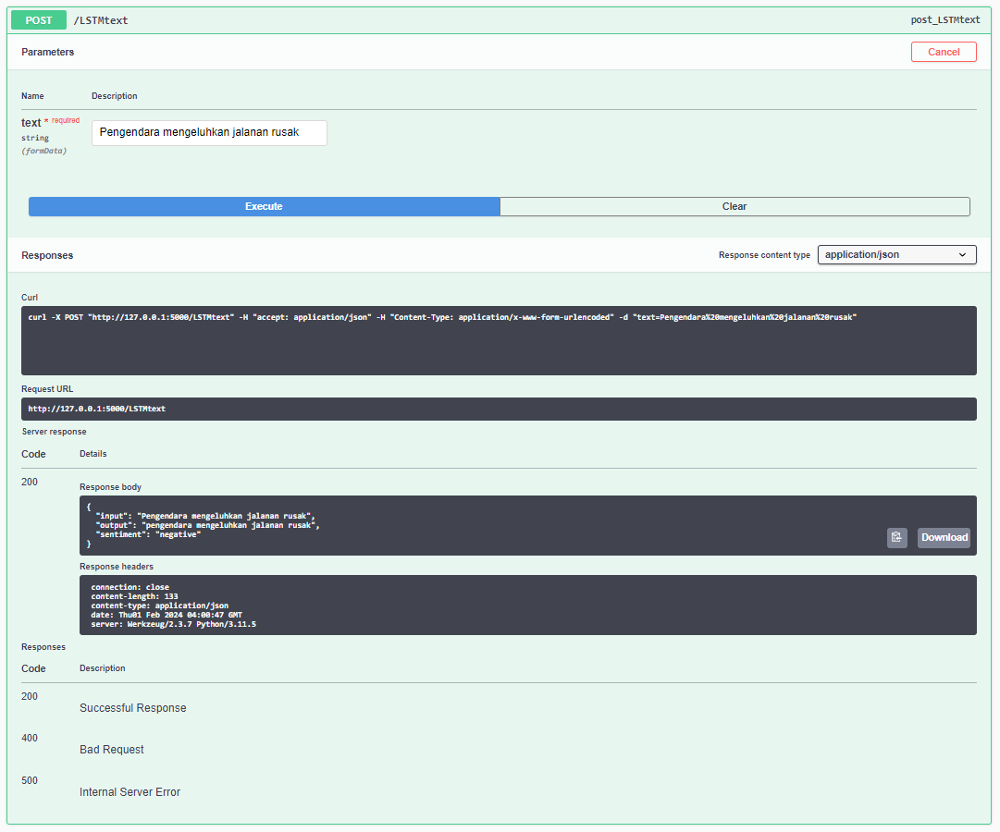 POST /LSTMtext post_LSTMtext
Parameters Cancel
Name Description
text * required
string
(formData)
Pengendara mengeluhkan jalanan rusak
Execute Clear
Responses Response content type application/json
Curl
curl -X POST "http://127.0.0.1:5000/LSTMtext" -H "accept: application/json" -H "Content-Type: application/x-www-form-urlencoded" -d "text=Pengendara%20mengeluhkan%20jalanan%20rusak"
Request URL
http://127.0.0.1:5000/LSTMtext
Server response
Code Details
200
Response body
{
  "input": "Pengendara mengeluhkan jalanan rusak",
  "output": "pengendara mengeluhkan jalanan rusak",
  "sentiment": "negative"
}
Download
Response headers
connection: close
content-length: 133
content-type: application/json
date: Thu01 Feb 2024 04:00:47 GMT
server: Werkzeug/2.3.7 Python/3.11.5
Responses
Code Description
200
Successful Response
400
Bad Request
500
Internal Server Error